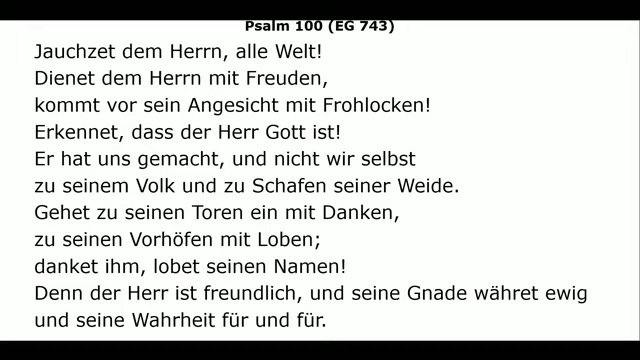 Psalm 100 (EG 743)
Jauchzet dem Herrn, alle Welt!
Dienet dem Herrn mit Freuden,
kommt vor sein Angesicht mit Frohlocken!
Erkennet, dass der Herr Gott ist!
Er hat uns gemacht, und nicht wir selbst
zu seinem Volk und zu Schafen seiner Weide.
Gehet zu seinen Toren ein mit Danken,
zu seinen Vorhöfen mit Loben;
danket ihm, lobet seinen Namen!
Denn der Herr ist freundlich, und seine Gnade währet ewig
und seine Wahrheit für und für.